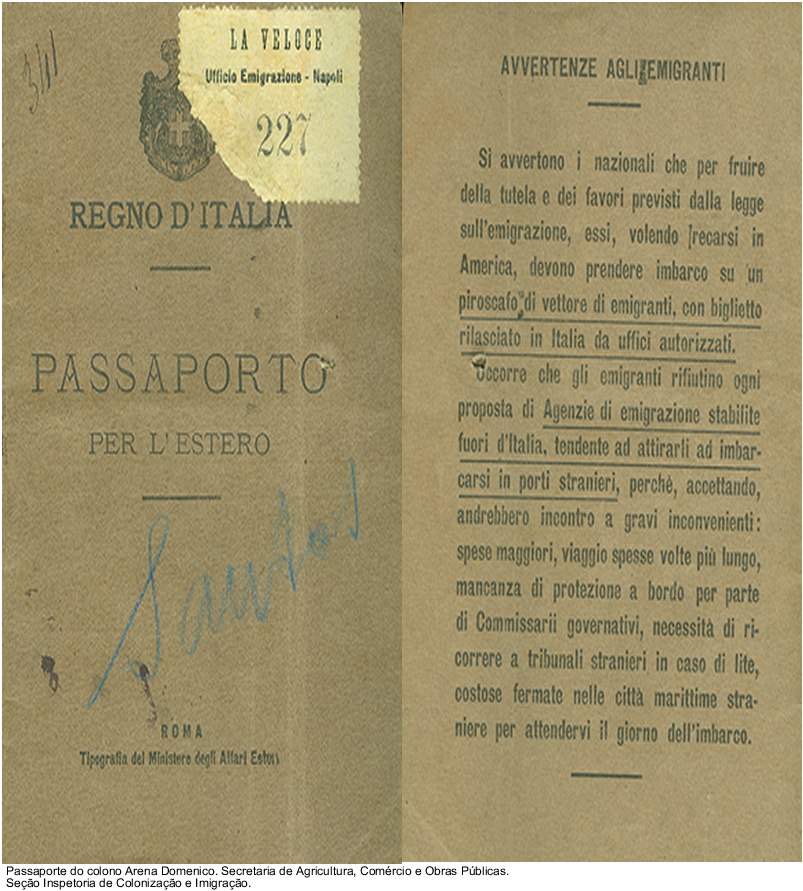 3411
LA VELOCE
Ufficio Emigrazione - Napoli
227
REGNO D'ITALIA
PASSAPORTO
PER L'ESTERO
Santos
ROMA
Tipografia del Ministero degli Affari Esteri
AVVERTENZE AGLI EMIGRANTI
Si avvertono i nazionali che per fruire
della tutela e dei favori previsti dalla legge
sull'emigrazione, essi, volendo recarsi in
America, devono prendere imbarco su un
piroscafo di vettore di emigranti, con biglietto
rilasciato in Italia da uffici autorizzati.
Occorre che gli emigranti rifiutino ogni
proposta di Agenzie di emigrazione stabilite
fuori d'Italia, tendente ad attirarli ad imbar-
carsi in porti stranieri, perchè, accettando,
andrebbero incontro a gravi inconvenienti:
spese maggiori, viaggio spesse volte più lungo,
mancanza di protezione a bordo per parte
di Commissarii governativi, necessità di ri-
correre a tribunali stranieri in caso di lite,
costose fermate nelle città marittime stra-
niere per attendervi il giorno dell'imbarco.
Passaporte do colono Arena Domenico. Secretaria de Agricultura, Comércio e Obras Públicas.
Seção Inspetoria de Colonização e Imigração.